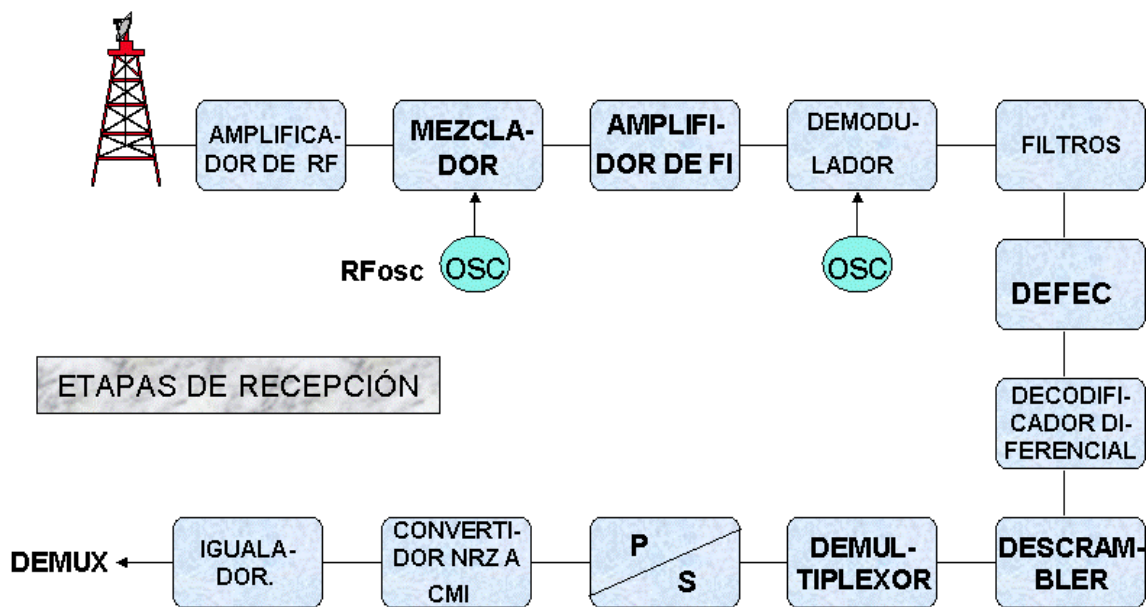 AMPLIFICA-
DOR DE RF
MEZCLA-
DOR
AMPLIFI-
DOR DE FI
DEMODU-
LADOR
FILTROS
RFosc
OSC
OSC
DEFEC
ETAPAS DE RECEPCIÓN
DECODIFI-
CADOR DI-
FERENCIAL
DEMUX
IGUALA-
DOR.
CONVERTI-
DOR NRZ A
CMI
P
S
DEMUL-
TIPLEXOR
DESCRAM-
BLER